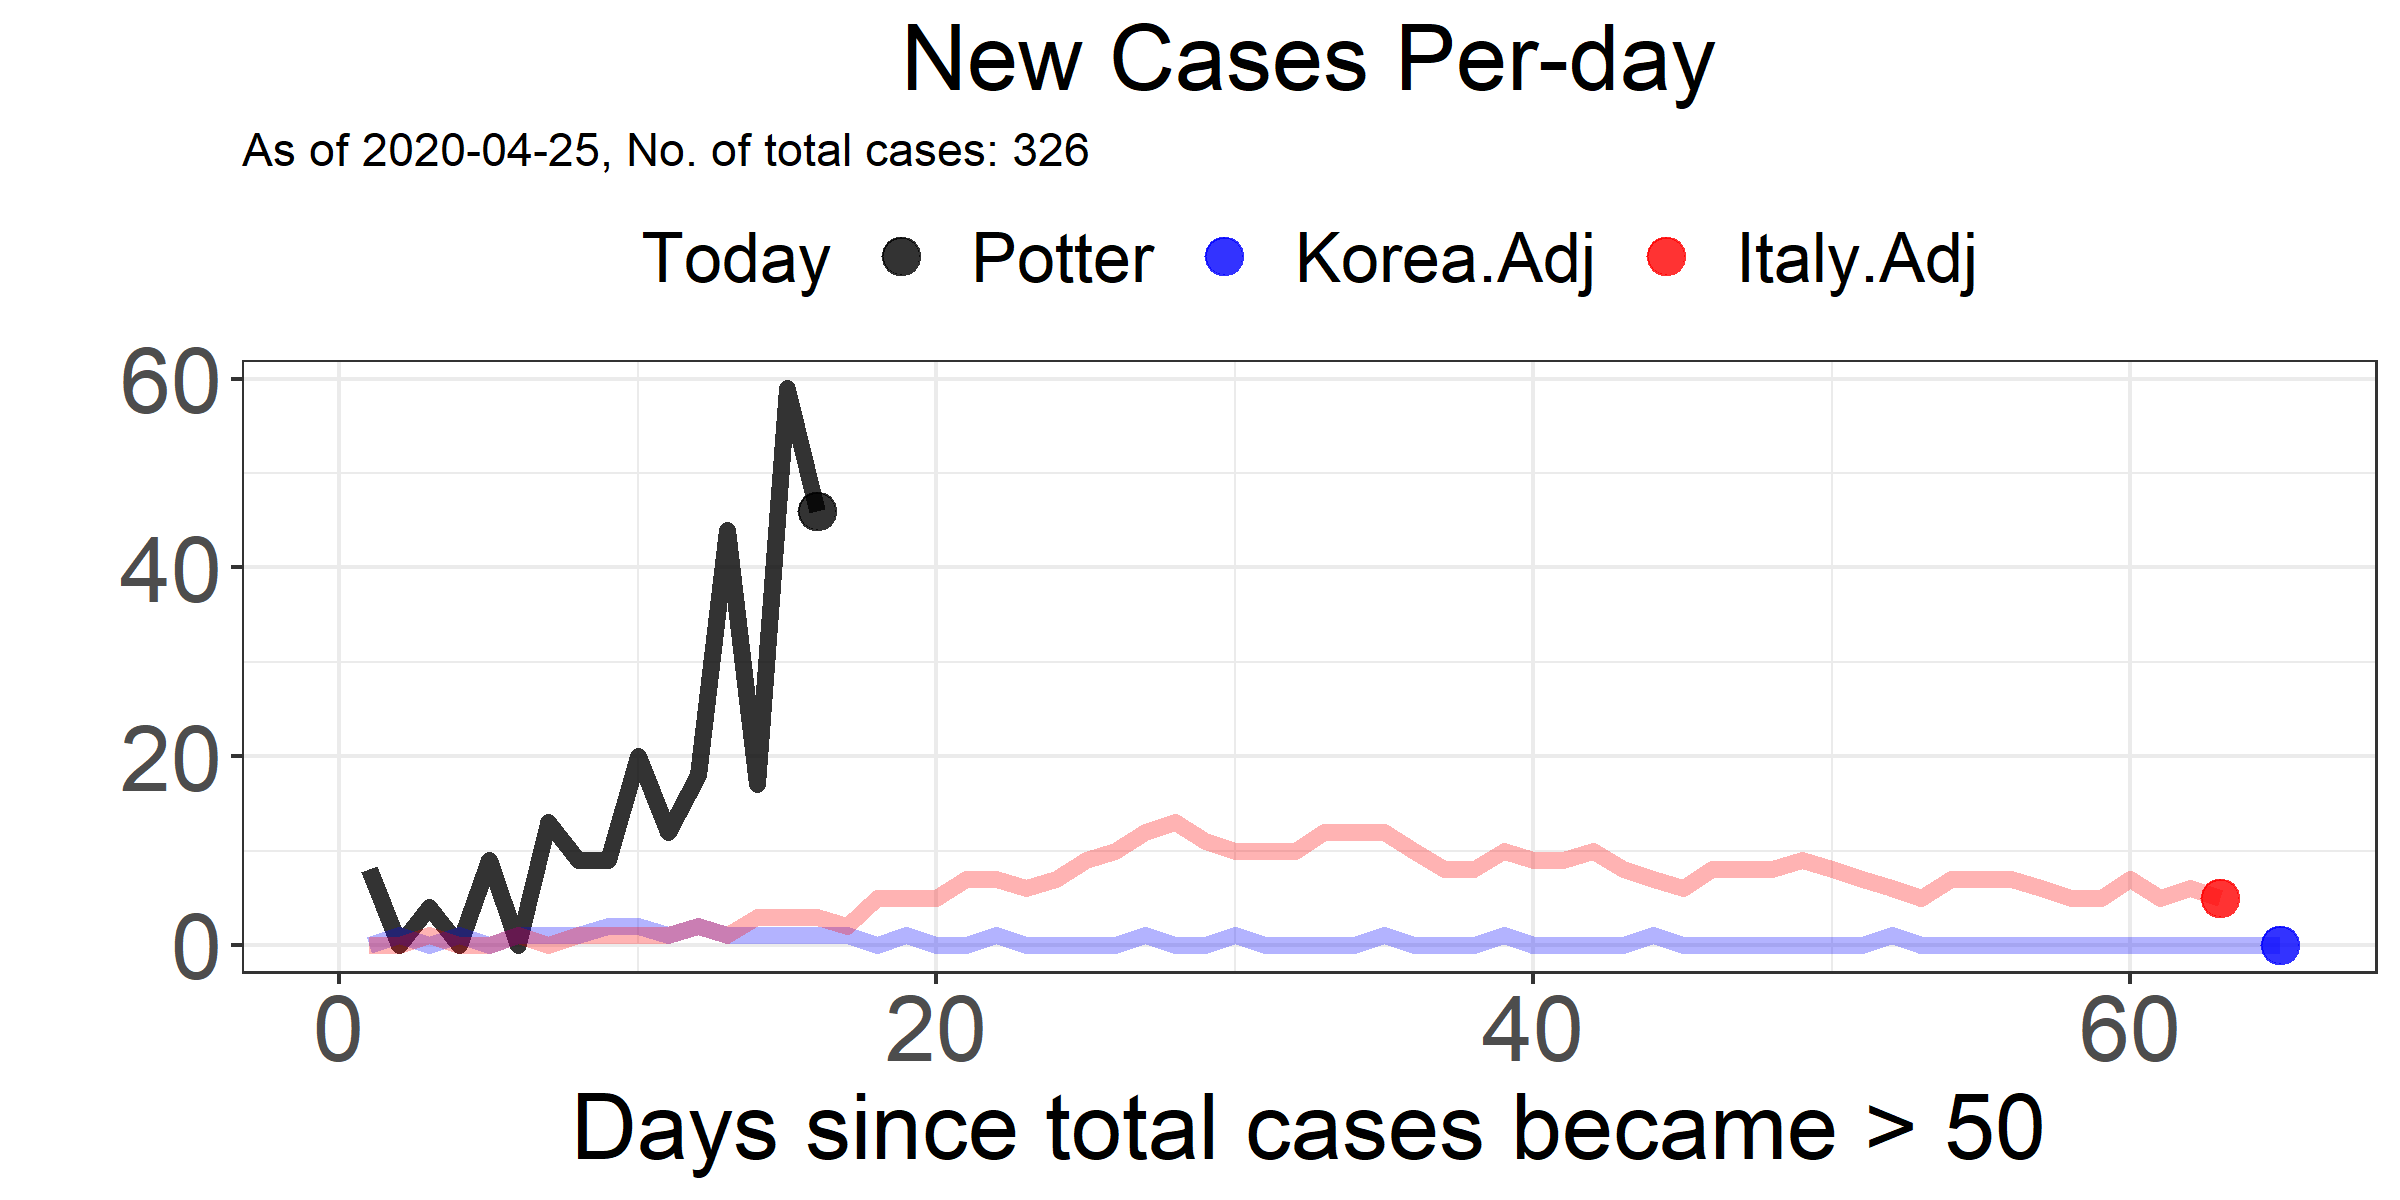 New Cases Per-day
As of 2020-04-25, No. of total cases: 326
Today Potter Korea.Adj Italy.Adj
60
40
20
0
0 20 40 60
Days since total cases became > 50